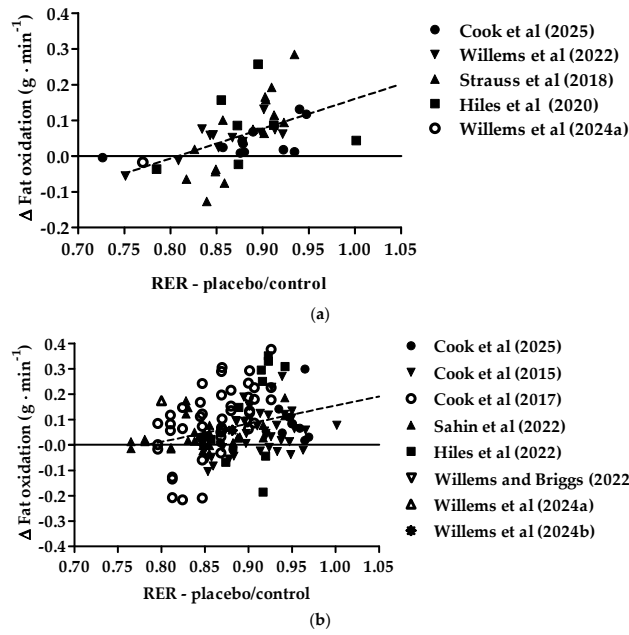 (a)
0.4
0.3
0.2
0.1
0.0
-0.1
-0.2
Δ Fat oxidation (g · min⁻¹)
0.70 0.75 0.80 0.85 0.90 0.95 1.00 1.05
RER - placebo/control
Cook et al (2025)
Willems et al (2022)
Strauss et al (2018)
Hiles et al (2020)
Willems et al (2024a)
(a)
0.4
0.3
0.2
0.1
-0.0
-0.1
-0.2
-0.3
-0.4
Δ Fat oxidation (g · min⁻¹)
0.70 0.75 0.80 0.85 0.90 0.95 1.00 1.05
RER - placebo/control
Cook et al (2025)
Cook et al (2015)
Cook et al (2017)
Sahin et al (2022)
Hiles et al (2022)
Willems and Briggs (2022
Willems et al (2024a)
Willems et al (2024b)
(b)